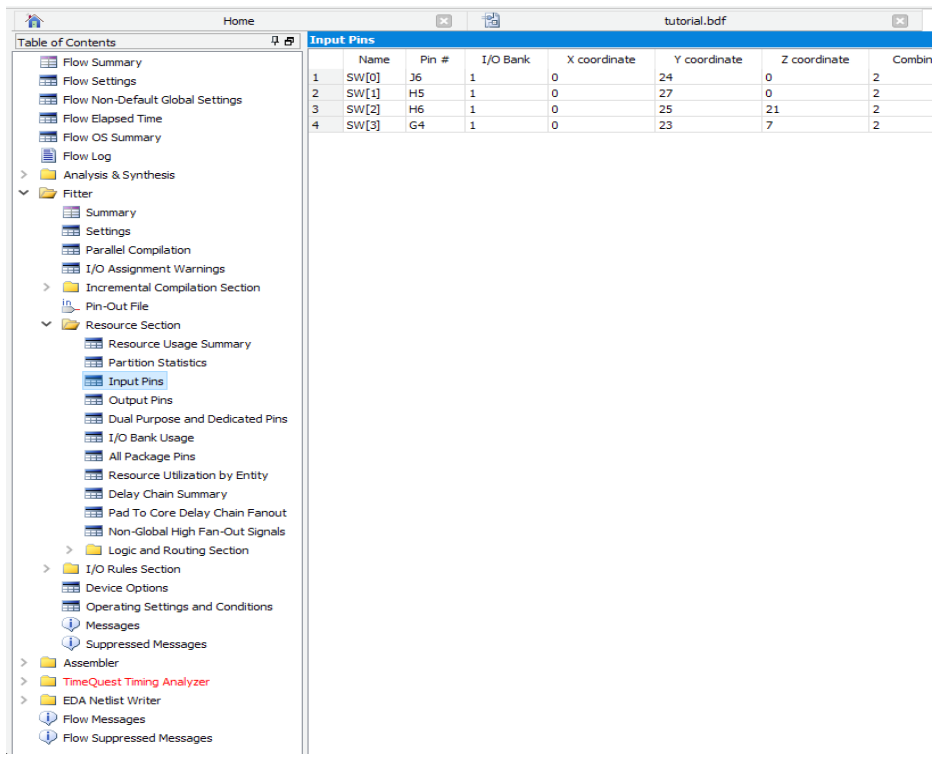 Home
tutorial.bdf
Table of Contents
Flow Summary
Flow Settings
Flow Non-Default Global Settings
Flow Elapsed Time
Flow OS Summary
Flow Log
Analysis & Synthesis
Fitter
Summary
Settings
Parallel Compilation
I/O Assignment Warnings
Incremental Compilation Section
Pin-Out File
Resource Section
Resource Usage Summary
Partition Statistics
Input Pins
Output Pins
Dual Purpose and Dedicated Pins
I/O Bank Usage
All Package Pins
Resource Utilization by Entity
Delay Chain Summary
Pad To Core Delay Chain Fanout
Non-Global High Fan-Out Signals
Logic and Routing Section
I/O Rules Section
Device Options
Operating Settings and Conditions
Messages
Suppressed Messages
Assembler
TimeQuest Timing Analyzer
EDA Netlist Writer
Flow Messages
Flow Suppressed Messages
Input Pins
Name Pin # I/O Bank X coordinate Y coordinate Z coordinate Combin
1 SW[0] J6 1 0 24 0 2
2 SW[1] H5 1 0 27 0 2
3 SW[2] H6 1 0 25 21 2
4 SW[3] G4 1 0 23 7 2